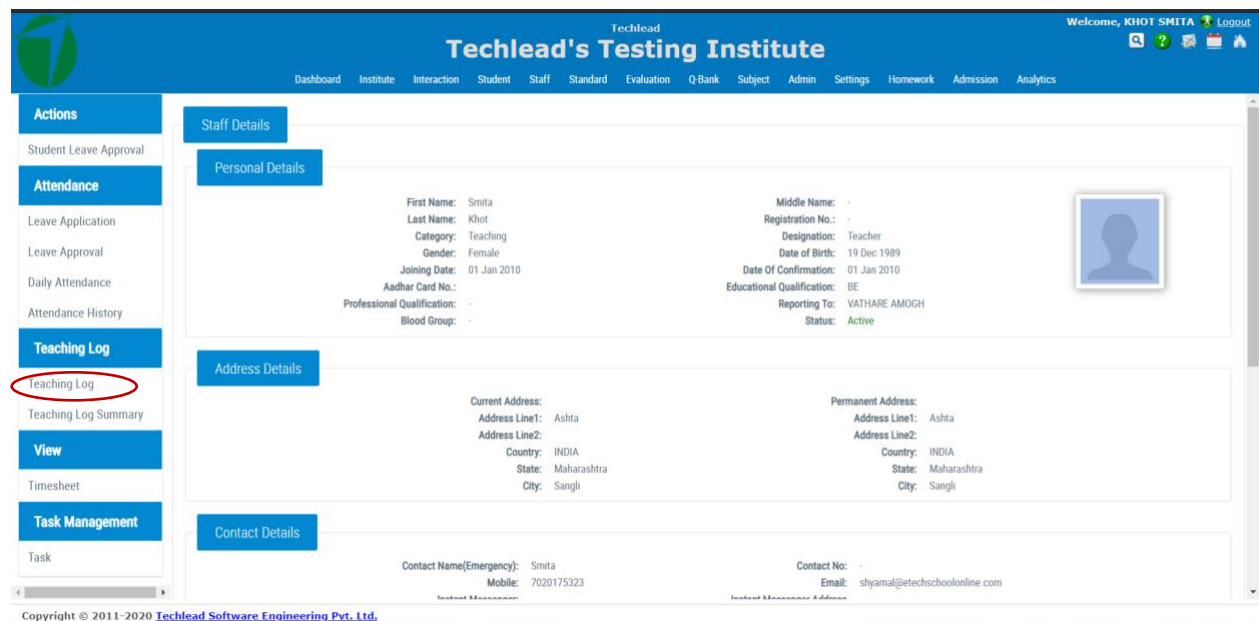 Welcome, KHOT SMITA Logout
Techlead
Techlead's Testing Institute
Dashboard Institute Interaction Student Staff Standard Evaluation Q-Bank Subject Admin Settings Homework Admission Analytics
Actions
Student Leave Approval
Attendance
Leave Application
Leave Approval
Daily Attendance
Attendance History
Teaching Log
Teaching Log
Teaching Log Summary
View
Timesheet
Task Management
Task
Staff Details
Personal Details
First Name: Smita Middle Name: -
Last Name: Khot Registration No.: -
Category: Teaching Designation: Teacher
Gender: Female Date of Birth: 19 Dec 1989
Joining Date: 01 Jan 2010 Date Of Confirmation: 01 Jan 2010
Aadhar Card No.: Educational Qualification: BE
Professional Qualification: - Reporting To: VATHARE AMOGH
Blood Group: - Status: Active
Address Details
Current Address: Permanent Address:
Address Line1: Ashta Address Line1: Ashta
Address Line2: Address Line2:
Country: INDIA Country: INDIA
State: Maharashtra State: Maharashtra
City: Sangli City: Sangli
Contact Details
Contact Name(Emergency): Smita Contact No: -
Mobile: 7020175323 Email: shyamal@etechschoolonline.com
Copyright © 2011-2020 Techlead Software Engineering Pvt. Ltd.